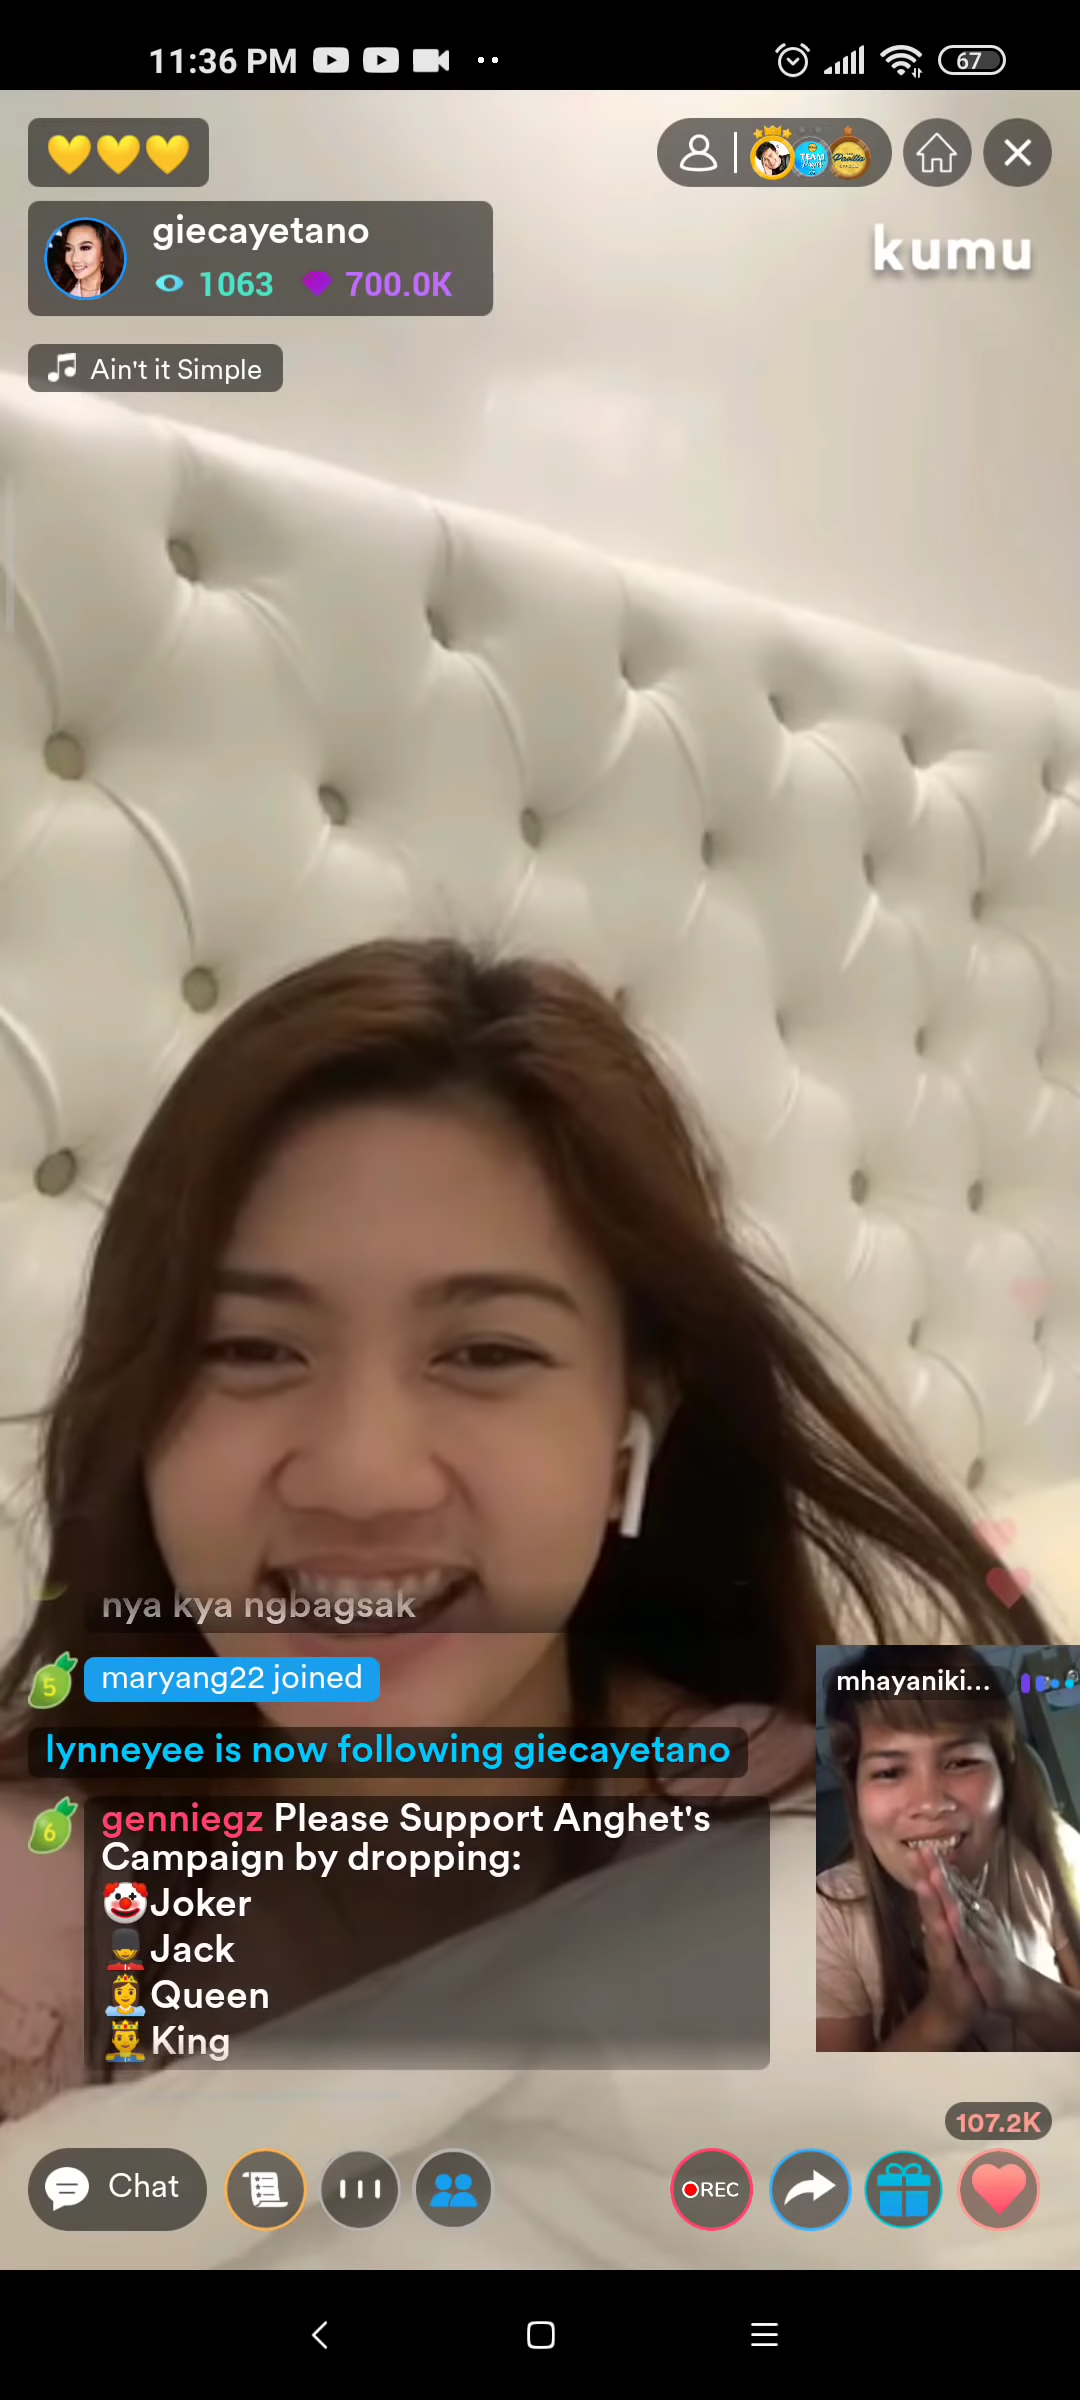 11:36 PM
67
💛💛💛
TEAM
giecayetano
1063 700.0K
kumu
Ain't it Simple
nya kya ngbagsak
5 maryang22 joined
mhayaniki...
lynneyee is now following giecayetano
6 genniegz Please Support Anghet's
Campaign by dropping:
🤡Joker
💂Jack
👸Queen
🤴King
107.2K
Chat
REC